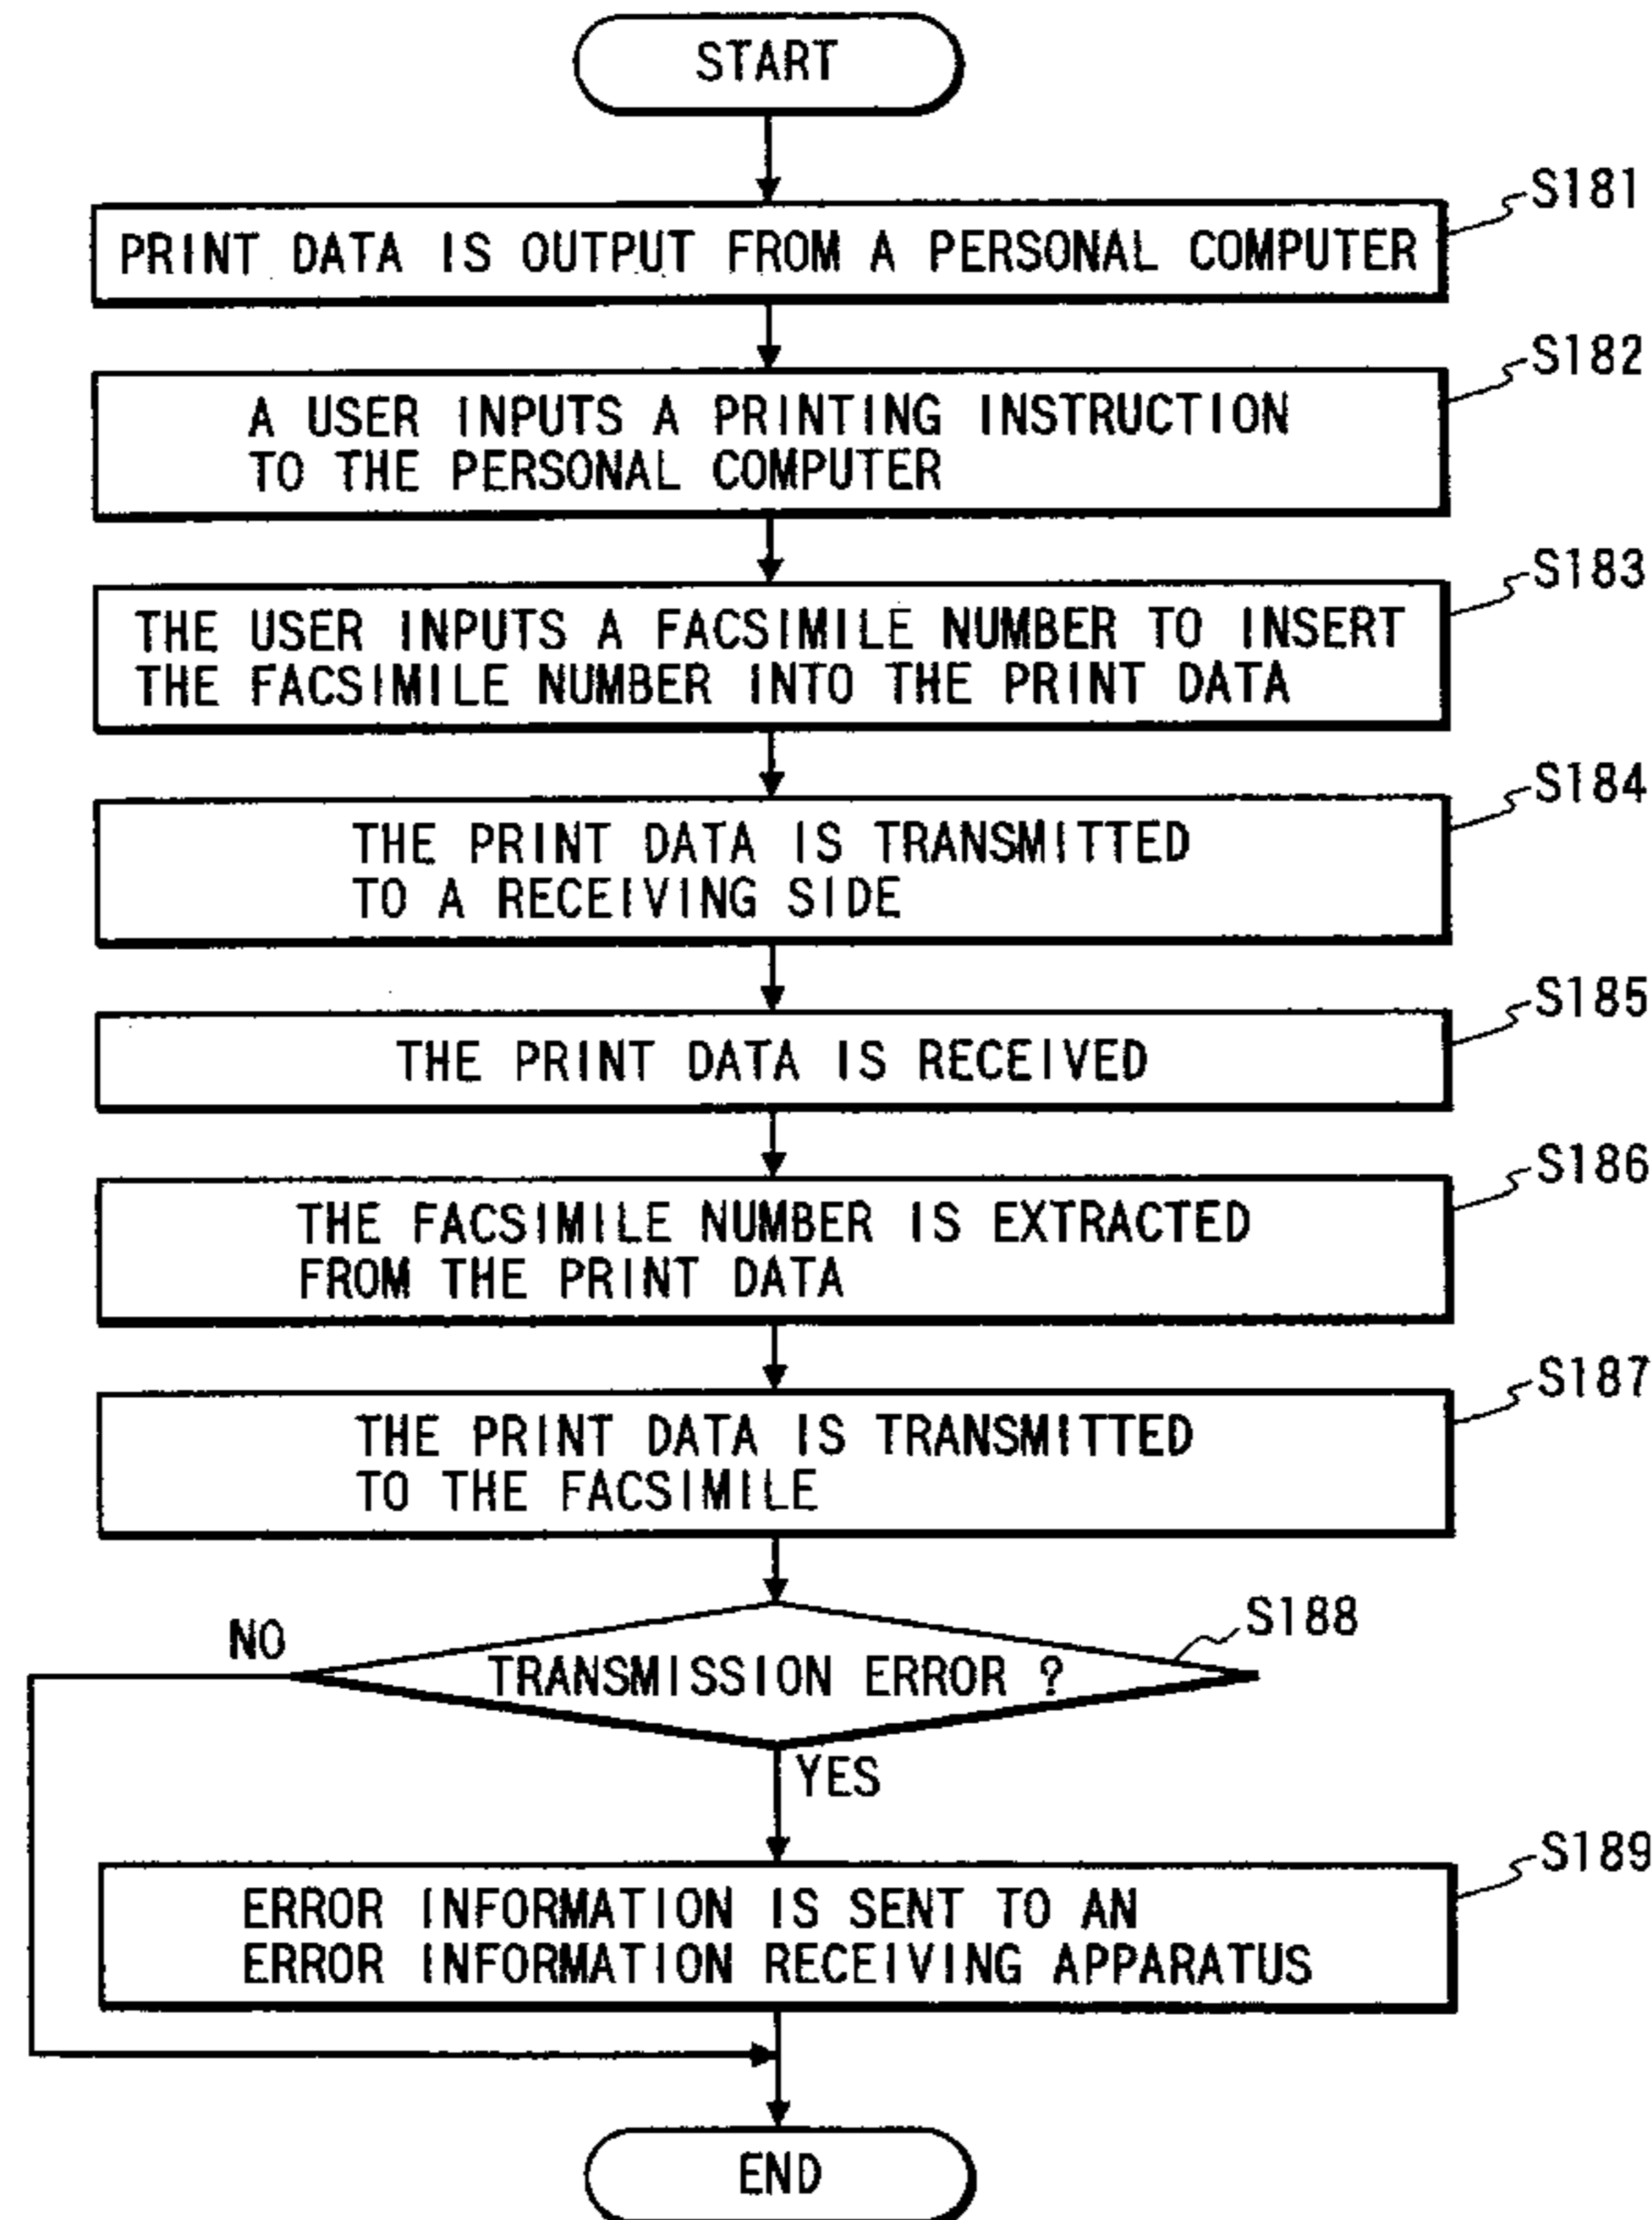 START
S181
PRINT DATA IS OUTPUT FROM A PERSONAL COMPUTER
S182
A USER INPUTS A PRINTING INSTRUCTION
TO THE PERSONAL COMPUTER
S183
THE USER INPUTS A FACSIMILE NUMBER TO INSERT
THE FACSIMILE NUMBER INTO THE PRINT DATA
S184
THE PRINT DATA IS TRANSMITTED
TO A RECEIVING SIDE
S185
THE PRINT DATA IS RECEIVED
S186
THE FACSIMILE NUMBER IS EXTRACTED
FROM THE PRINT DATA
S187
THE PRINT DATA IS TRANSMITTED
TO THE FACSIMILE
S188
NO
TRANSMISSION ERROR ?
YES
S189
ERROR INFORMATION IS SENT TO AN
ERROR INFORMATION RECEIVING APPARATUS
END